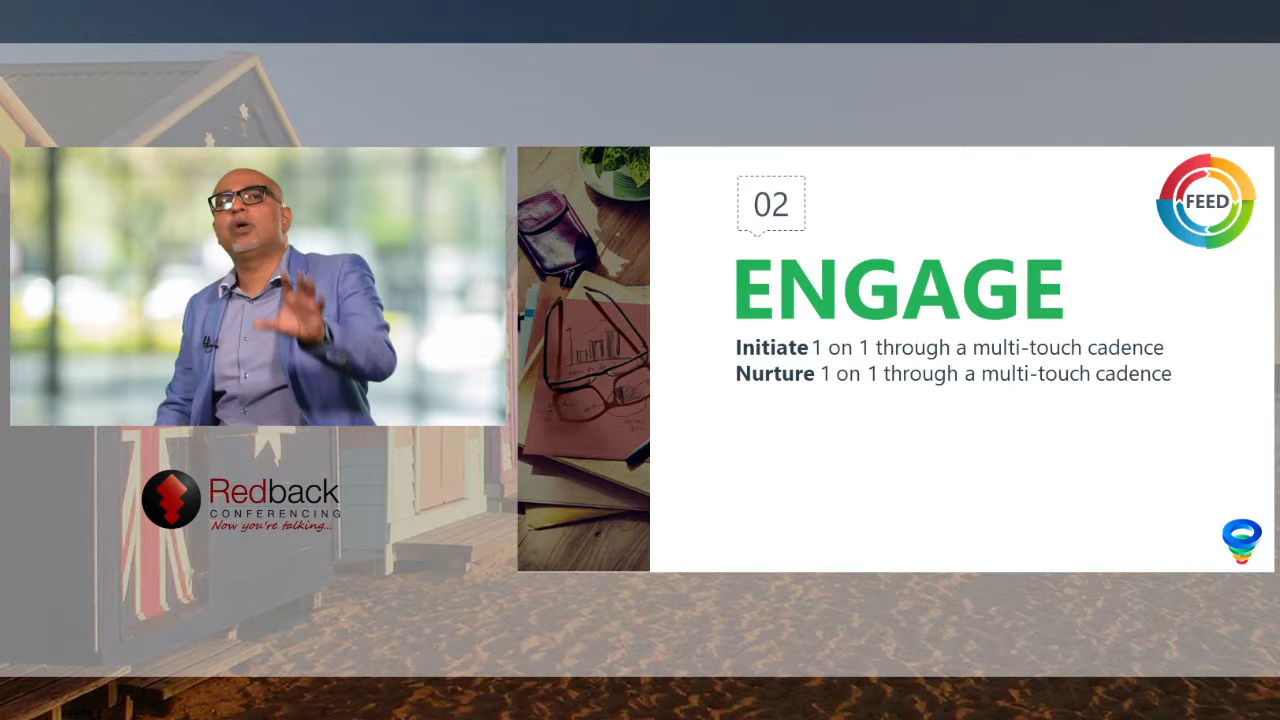 02
FEED
ENGAGE
Initiate 1 on 1 through a multi-touch cadence
Nurture 1 on 1 through a multi-touch cadence
Redback
CONFERENCING
Now you're talking...